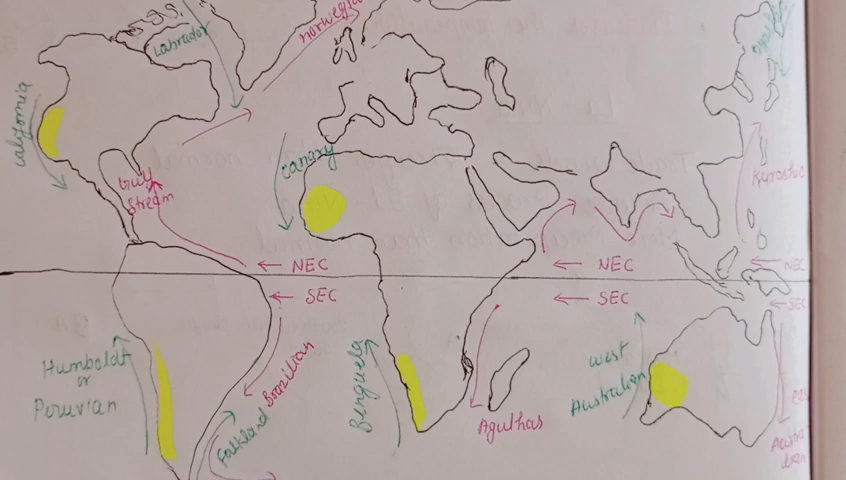 Labrador
Norwegia
California
Canary
Gulf
Stream
Kuroshio
NEC
NEC
NEC
SEC
SEC
SEC
Humboldt
or
Peruvian
Brazilian
Falkland
Benguela
Agulhas
West
Australian